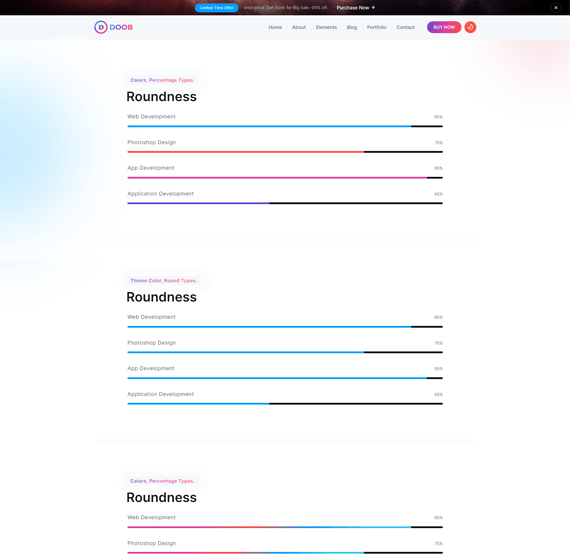 Limited Time Offer Intro price. Get Doob for Big Sale -95% off. Purchase Now →
DOOB Home About Elements Blog Portfolio Contact BUY NOW
Colors, Percentage Types.
Roundness
Web Development 90%
Photoshop Design 75%
App Development 95%
Application Development 45%
Theme Color, Round Types.
Roundness
Web Development 90%
Photoshop Design 75%
App Development 95%
Application Development 45%
Colors, Percentage Types.
Roundness
Web Development 90%
Photoshop Design 75%